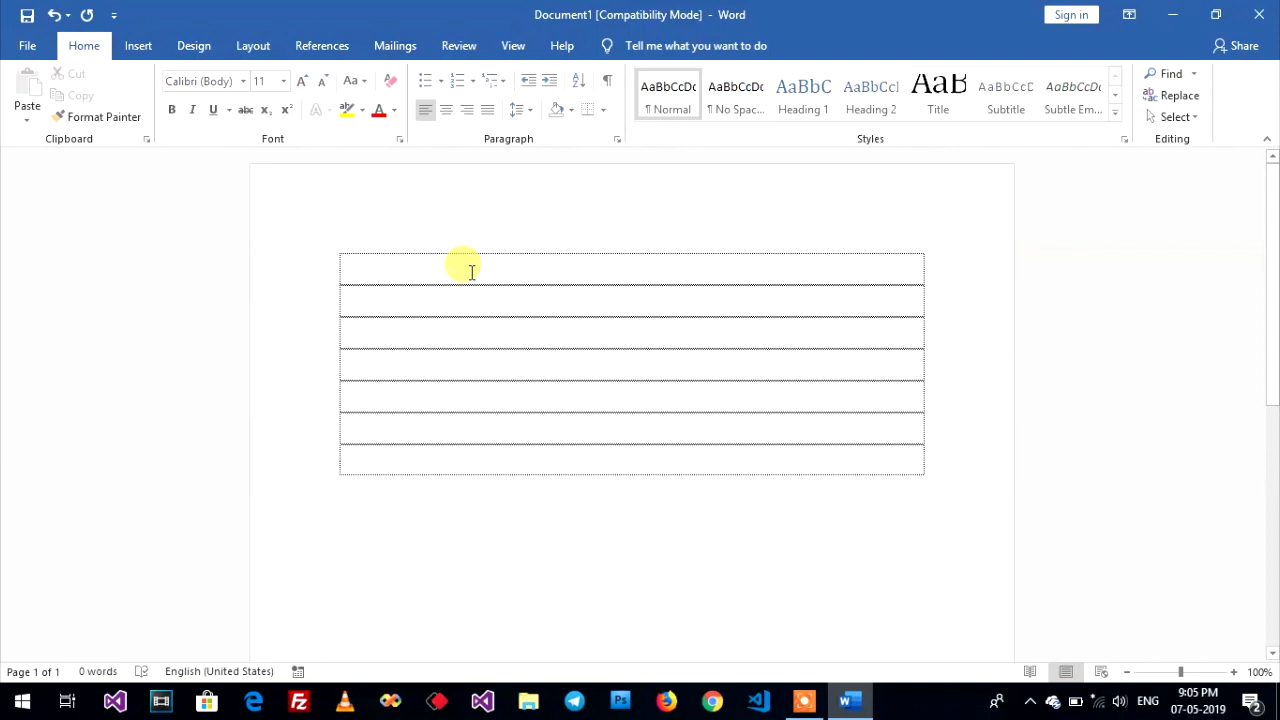 Document1 [Compatibility Mode] - Word
Sign in
File Home Insert Design Layout References Mailings Review View Help Tell me what you want to do Share
Paste
Cut
Copy
Format Painter
Clipboard
Calibri (Body) 11
Font
Paragraph
AaBbCcDc AaBbCcDc AaBbC AaBbCcl AaB AaBbCcD AaBbCcDc
¶ Normal ¶ No Spac... Heading 1 Heading 2 Title Subtitle Subtle Em...
Styles
Find
Replace
Select
Editing
Page 1 of 1 0 words English (United States) 100%
ENG
9:05 PM
07-05-2019
2